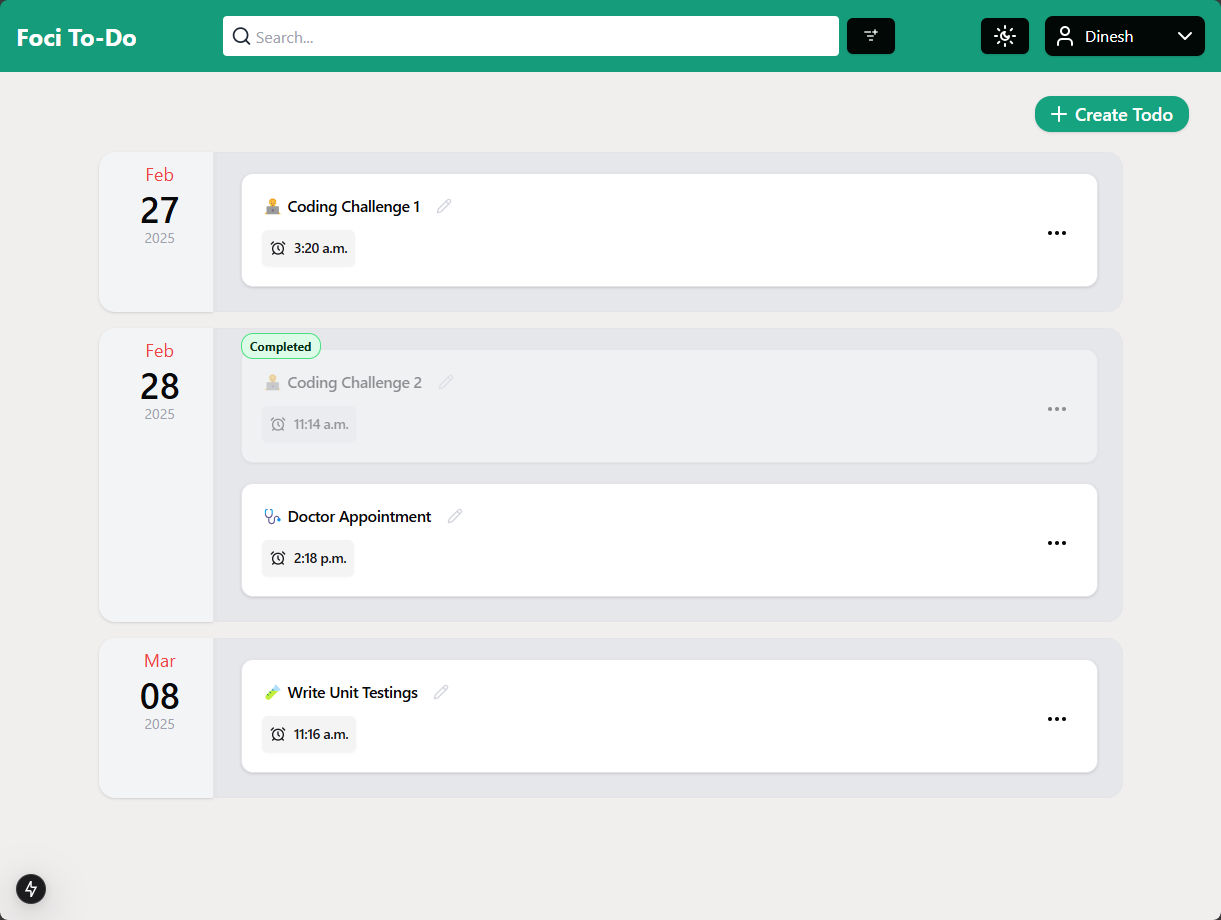 Foci To-Do
Search...
Dinesh
Create Todo
Feb
27
2025
Coding Challenge 1
3:20 a.m.
Feb
28
2025
Completed
Coding Challenge 2
11:14 a.m.
Doctor Appointment
2:18 p.m.
Mar
08
2025
Write Unit Testings
11:16 a.m.